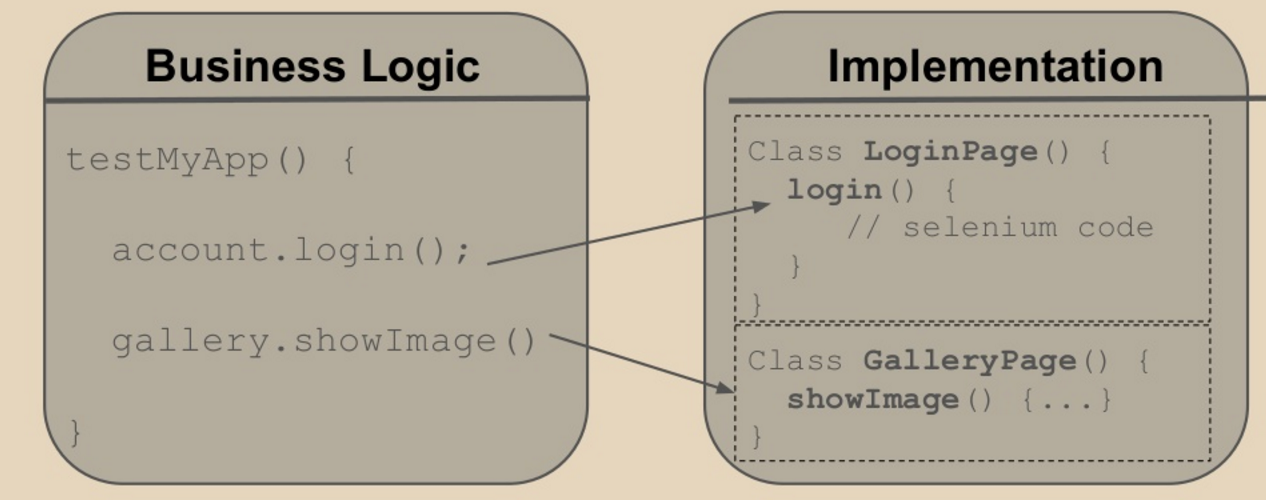 Business Logic
testMyApp() {
account.login();
gallery.showImage()
}
Implementation
Class LoginPage() {
login() {
// selenium code
}
}
Class GalleryPage() {
showImage() {...}
}